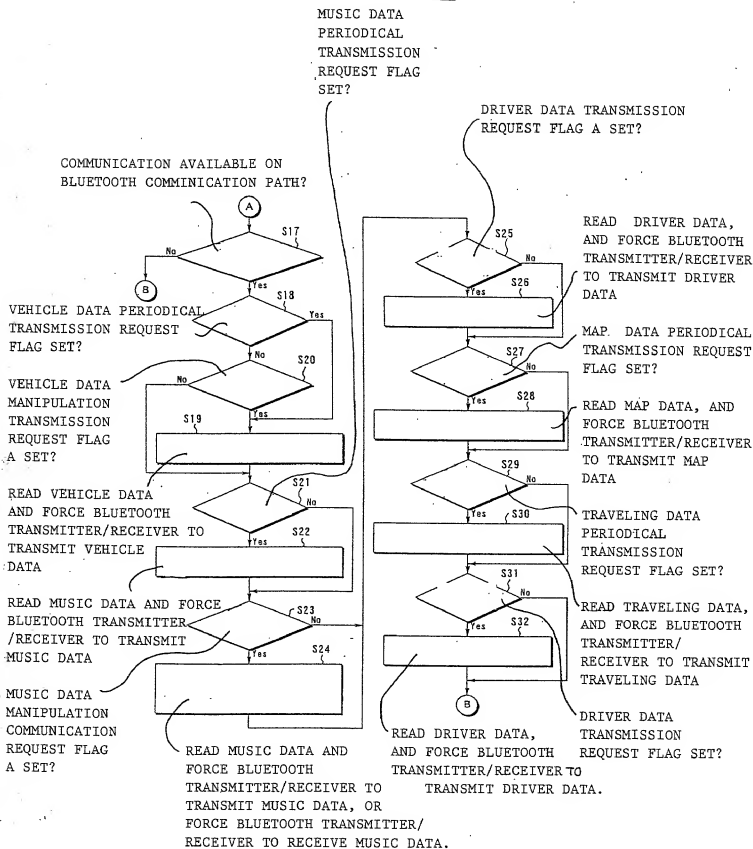 MUSIC DATA
PERIODICAL
TRANSMISSION
REQUEST FLAG
SET?
DRIVER DATA TRANSMISSION
REQUEST FLAG A SET?
COMMUNICATION AVAILABLE ON
BLUETOOTH COMMINICATION PATH?
A
S17
No
Yes
B
S18
Yes
No
VEHICLE DATA PERIODICAL
TRANSMISSION REQUEST
FLAG SET?
S20
No
Yes
VEHICLE DATA
MANIPULATION
TRANSMISSION
REQUEST FLAG
A SET?
S19
READ VEHICLE DATA
AND FORCE BLUETOOTH
TRANSMITTER/RECEIVER TO
TRANSMIT VEHICLE
DATA
S21
No
Yes
S22
READ MUSIC DATA AND FORCE
BLUETOOTH TRANSMITTER
/RECEIVER TO TRANSMIT
MUSIC DATA
S23
No
Yes
S24
MUSIC DATA
MANIPULATION
COMMUNICATION
REQUEST FLAG
A SET?
READ MUSIC DATA AND
FORCE BLUETOOTH
TRANSMITTER/RECEIVER TO
TRANSMIT MUSIC DATA, OR
FORCE BLUETOOTH TRANSMITTER/
RECEIVER TO RECEIVE MUSIC DATA.
S25
No
Yes
S26
READ DRIVER DATA,
AND FORCE BLUETOOTH
TRANSMITTER/RECEIVER
TO TRANSMIT DRIVER
DATA
S27
No
Yes
MAP. DATA PERIODICAL
TRANSMISSION REQUEST
FLAG SET?
S28
READ MAP DATA, AND
FORCE BLUETOOTH
TRANSMITTER/RECEIVER
TO TRANSMIT MAP
DATA
S29
No
Yes
TRAVELING DATA
PERIODICAL
TRANSMISSION
REQUEST FLAG SET?
S30
READ TRAVELING DATA,
AND FORCE BLUETOOTH
TRANSMITTER/
RECEIVER TO TRANSMIT
TRAVELING DATA
S31
No
Yes
S32
B
DRIVER DATA
TRANSMISSION
REQUEST FLAG SET?
READ DRIVER DATA,
AND FORCE BLUETOOTH
TRANSMITTER/RECEIVER TO
TRANSMIT DRIVER DATA.